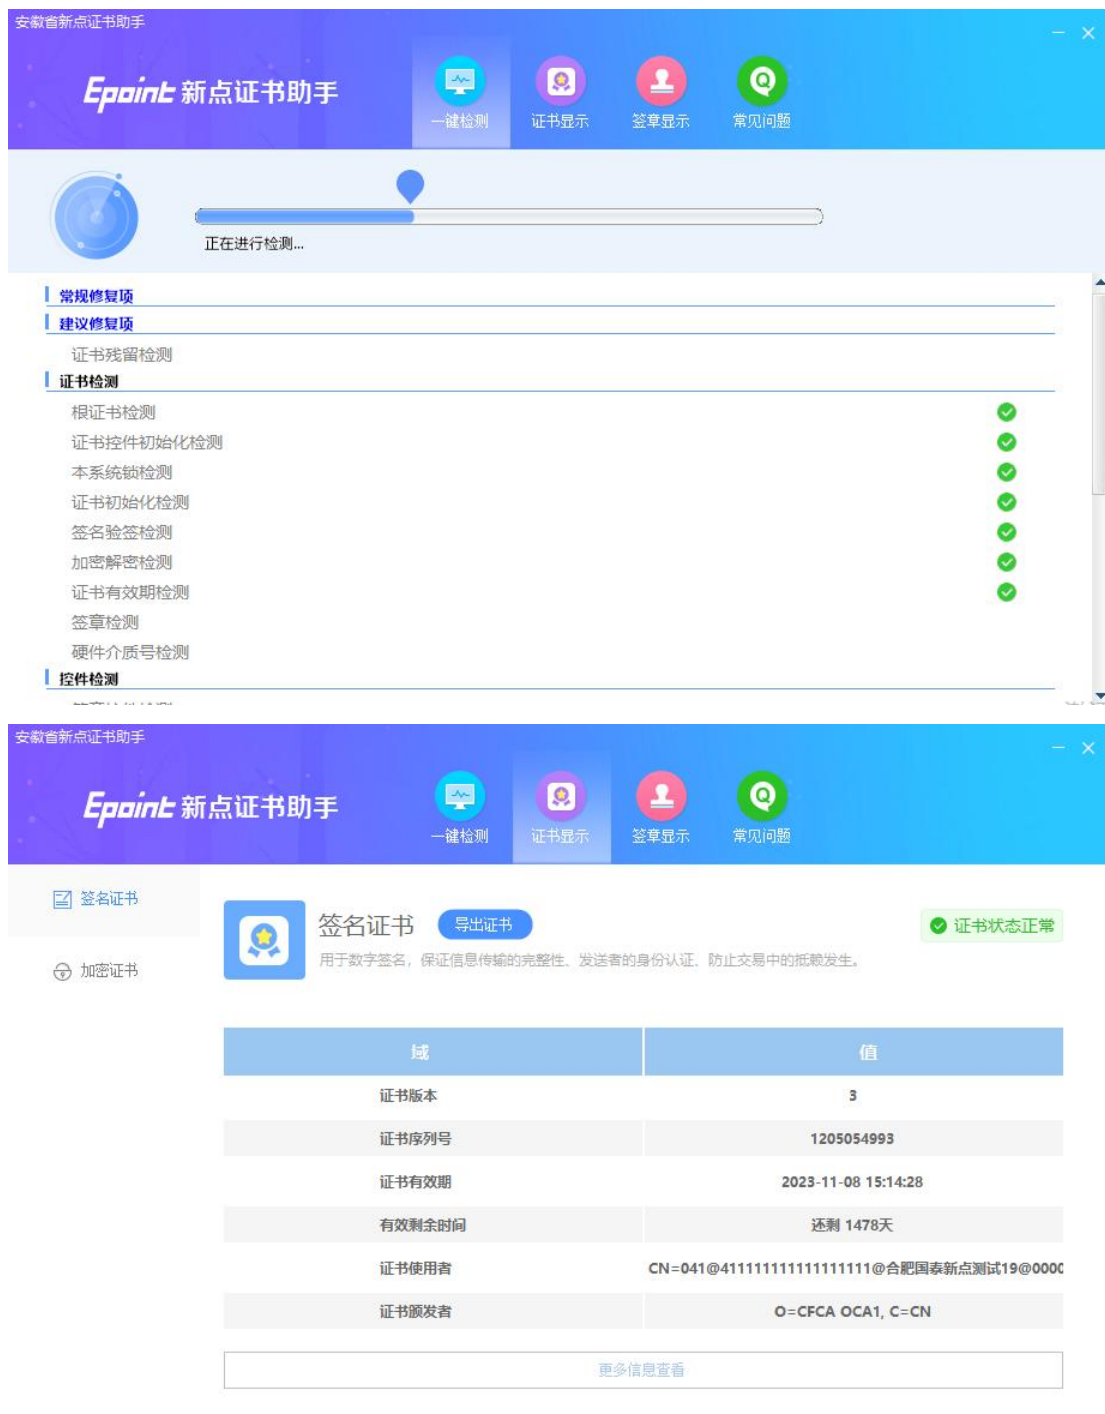 安徽省新点证书助手
Epoint 新点证书助手
一键检测
证书显示
签章显示
常见问题
正在进行检测...
常规修复项
建议修复项
证书残留检测
证书检测
根证书检测
证书控件初始化检测
本系统锁检测
证书初始化检测
签名验签检测
加密解密检测
证书有效期检测
签章检测
硬件介质号检测
控件检测
安徽省新点证书助手
Epoint 新点证书助手
一键检测
证书显示
签章显示
常见问题
签名证书
加密证书
签名证书 导出证书
证书状态正常
用于数字签名，保证信息传输的完整性、发送者的身份认证、防止交易中的抵赖发生。
域 值
证书版本 3
证书序列号 1205054993
证书有效期 2023-11-08 15:14:28
有效剩余时间 还剩 1478天
证书使用者 CN=041@411111111111111111@合肥国泰新点测试19@0000
证书颁发者 O=CFCA OCA1, C=CN
更多信息查看